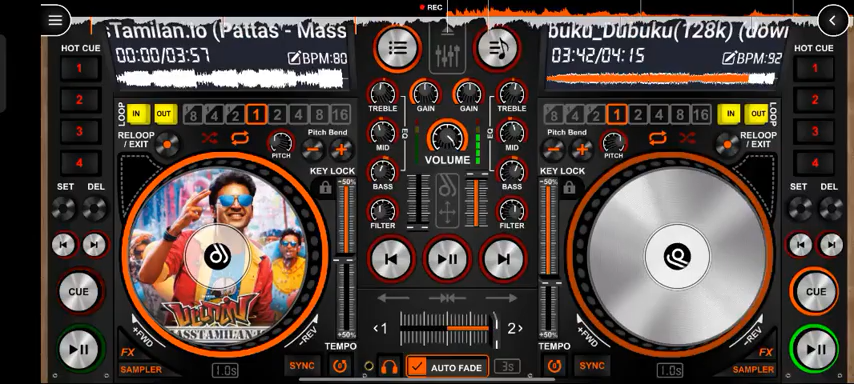 REC
sTamilan.io (Pattas - Mass
00:00/03:57
BPM:80
Dubuku(128k) (dow
03:42/04:15
BPM:92
HOT CUE
1
2
3
4
SET DEL
CUE
LOOP
IN OUT
/8 /4 /2 1 2 4 8 16
RELOOP
/ EXIT
PITCH
Pitch Bend
KEY LOCK
-50%
+50%
TEMPO
+FWD
-REV
FX
SAMPLER
1.0s
SYNC
MASSTAMILAN
TREBLE
GAIN
GAIN
TREBLE
MID
EQ
VOLUME
EQ
MID
BASS
BASS
FILTER
FILTER
1
2
AUTO FADE
3s
/8 /4 /2 1 2 4 8 16
IN OUT
LOOP
Pitch Bend
PITCH
RELOOP
/ EXIT
KEY LOCK
-50%
+50%
TEMPO
+FWD
-REV
SYNC
1.0s
FX
SAMPLER
HOT CUE
1
2
3
4
SET DEL
CUE